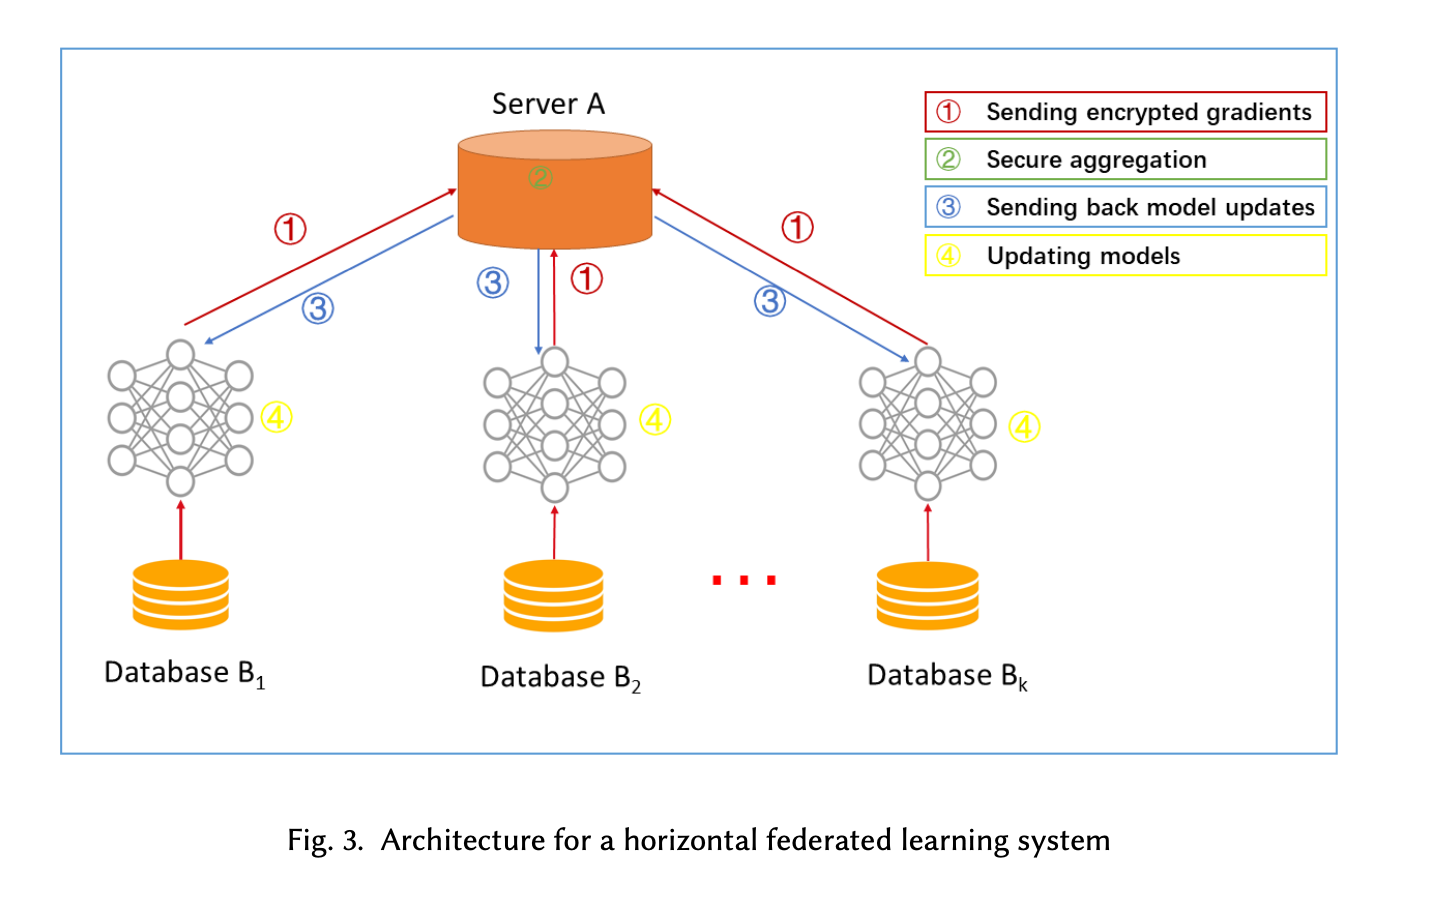 Server A
① Sending encrypted gradients
② Secure aggregation
③ Sending back model updates
④ Updating models
②
① ①
③ ① ③
③
④ ④ ④
...
Database B₁ Database B₂ Database Bₖ
Fig. 3. Architecture for a horizontal federated learning system